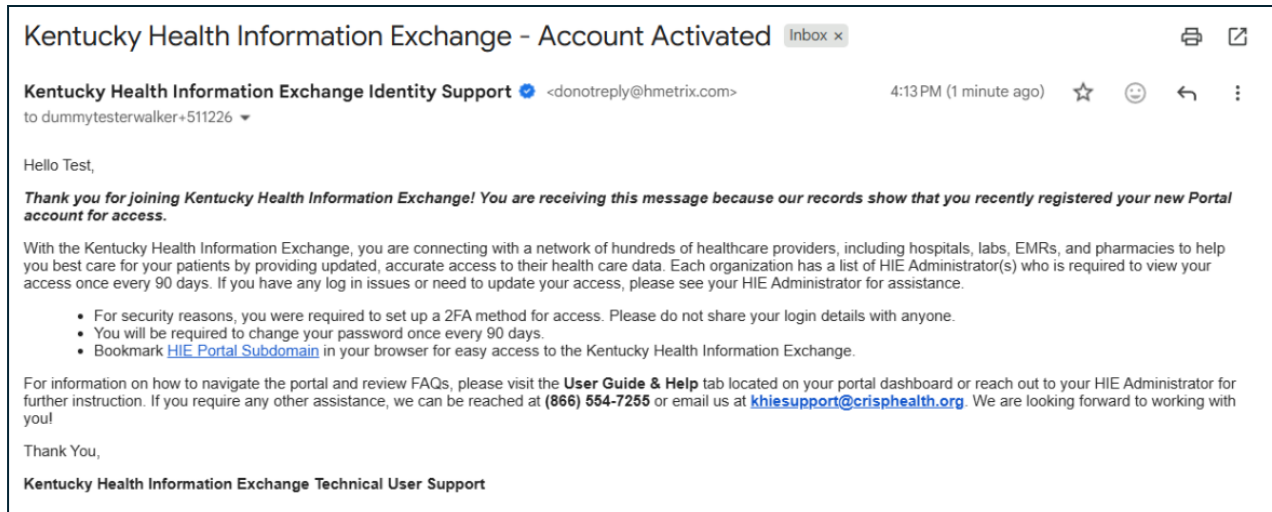 Kentucky Health Information Exchange - Account Activated Inbox ×
Kentucky Health Information Exchange Identity Support <donotreply@hmetrix.com> 4:13 PM (1 minute ago)
to dummytesterwalker+511226
Hello Test,
Thank you for joining Kentucky Health Information Exchange! You are receiving this message because our records show that you recently registered your new Portal
account for access.
With the Kentucky Health Information Exchange, you are connecting with a network of hundreds of healthcare providers, including hospitals, labs, EMRs, and pharmacies to help
you best care for your patients by providing updated, accurate access to their health care data. Each organization has a list of HIE Administrator(s) who is required to view your
access once every 90 days. If you have any log in issues or need to update your access, please see your HIE Administrator for assistance.
• For security reasons, you were required to set up a 2FA method for access. Please do not share your login details with anyone.
• You will be required to change your password once every 90 days.
• Bookmark HIE Portal Subdomain in your browser for easy access to the Kentucky Health Information Exchange.
For information on how to navigate the portal and review FAQs, please visit the User Guide & Help tab located on your portal dashboard or reach out to your HIE Administrator for
further instruction. If you require any other assistance, we can be reached at (866) 554-7255 or email us at khiesupport@crisphealth.org. We are looking forward to working with
you!
Thank You,
Kentucky Health Information Exchange Technical User Support